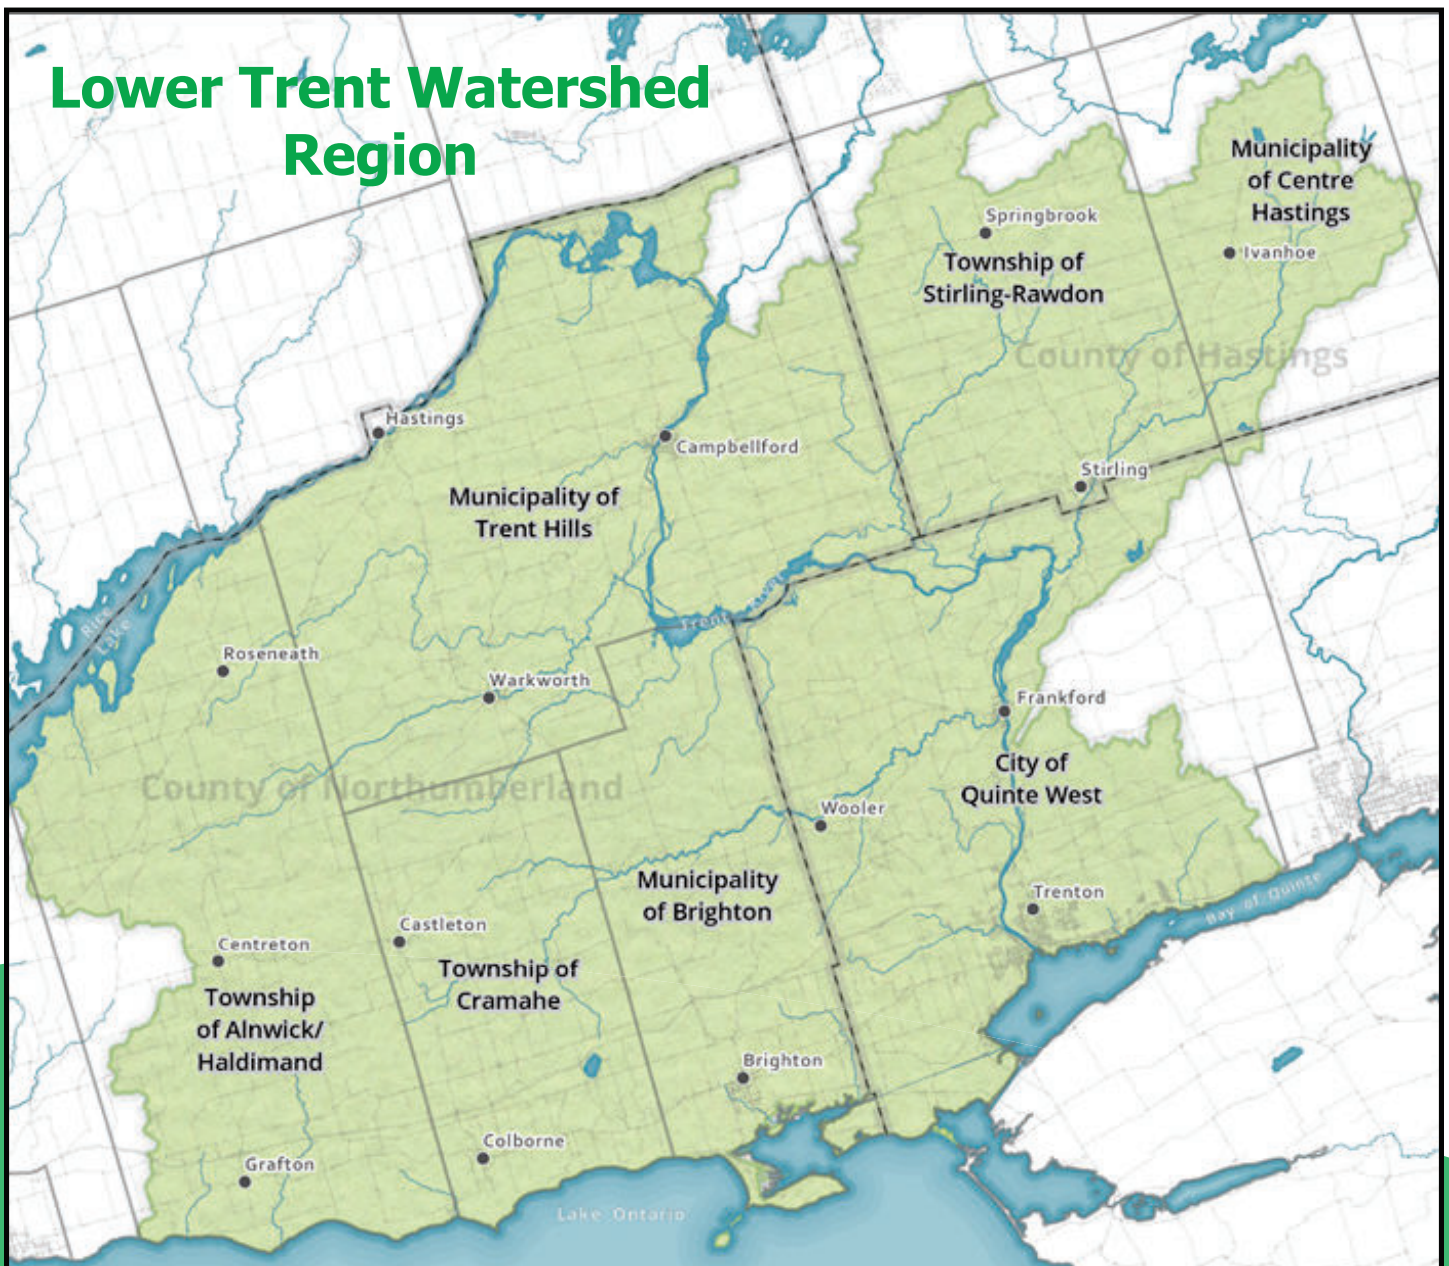 Lower Trent Watershed
Region
Municipality
of Centre
Hastings
Springbrook
Ivanhoe
Township of
Stirling-Rawdon
County of Hastings
Hastings
Campbellford
Stirling
Municipality of
Trent Hills
Trent River
Rice
Lake
Roseneath
Warkworth
Frankford
City of
Quinte West
County of Northumberland
Wooler
Municipality
of Brighton
Trenton
Bay of Quinte
Castleton
Centreton
Township of
Cramahe
Township
of Alnwick/
Haldimand
Brighton
Colborne
Grafton
Lake Ontario